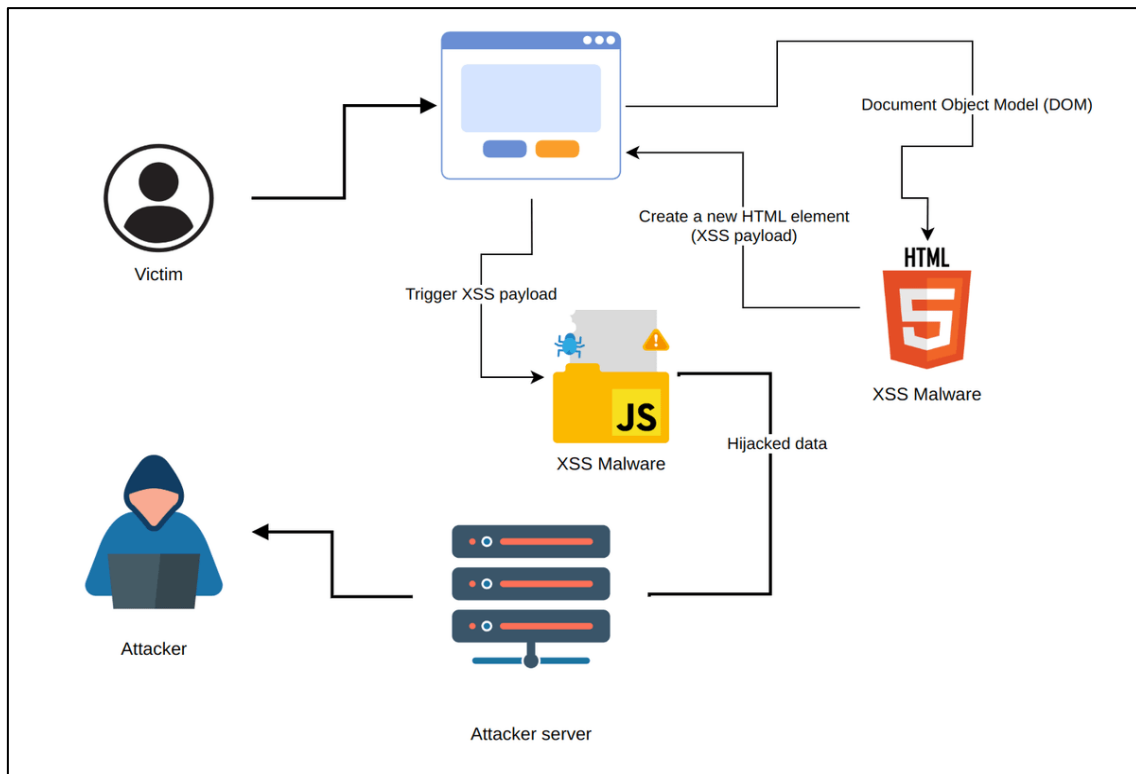 Document Object Model (DOM)
Create a new HTML element
(XSS payload)
HTML
Victim
Trigger XSS payload
XSS Malware
JS
Hijacked data
XSS Malware
Attacker
Attacker server